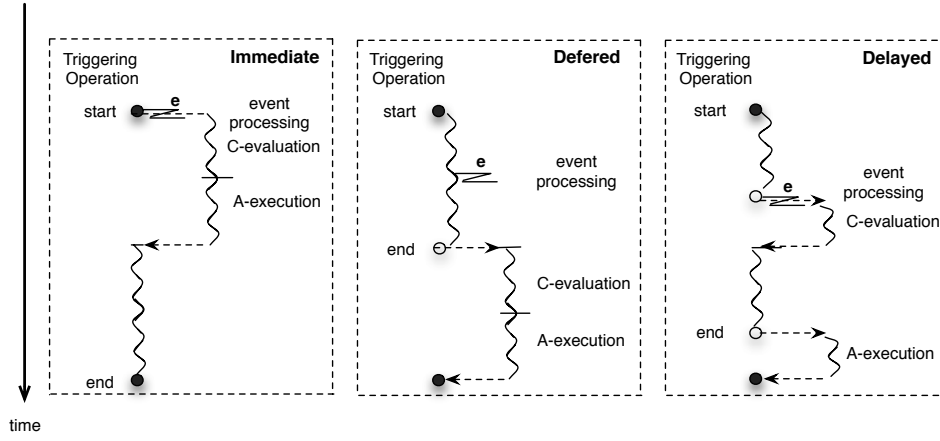 Triggering
Operation
Immediate
start
e
event
processing
C-evaluation
A-execution
end
Triggering
Operation
Defered
start
e
event
processing
end
C-evaluation
A-execution
Triggering
Operation
Delayed
start
e
event
processing
C-evaluation
end
A-execution
time